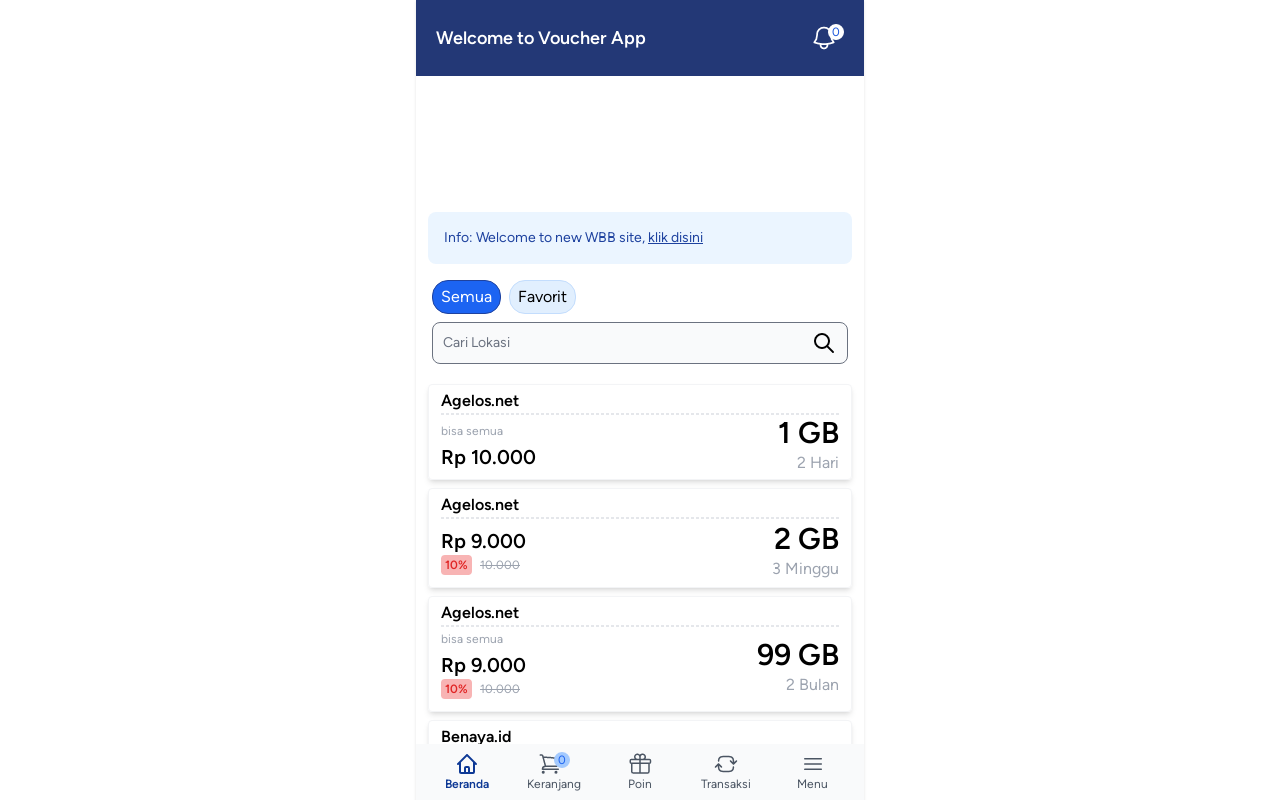 Welcome to Voucher App
0
Info: Welcome to new WBB site, klik disini
Semua
Favorit
Cari Lokasi
Agelos.net
bisa semua
Rp 10.000
1 GB
2 Hari
Agelos.net
Rp 9.000
10% 10.000
2 GB
3 Minggu
Agelos.net
bisa semua
Rp 9.000
10% 10.000
99 GB
2 Bulan
Benaya.id
Beranda
0
Keranjang
Poin
Transaksi
Menu